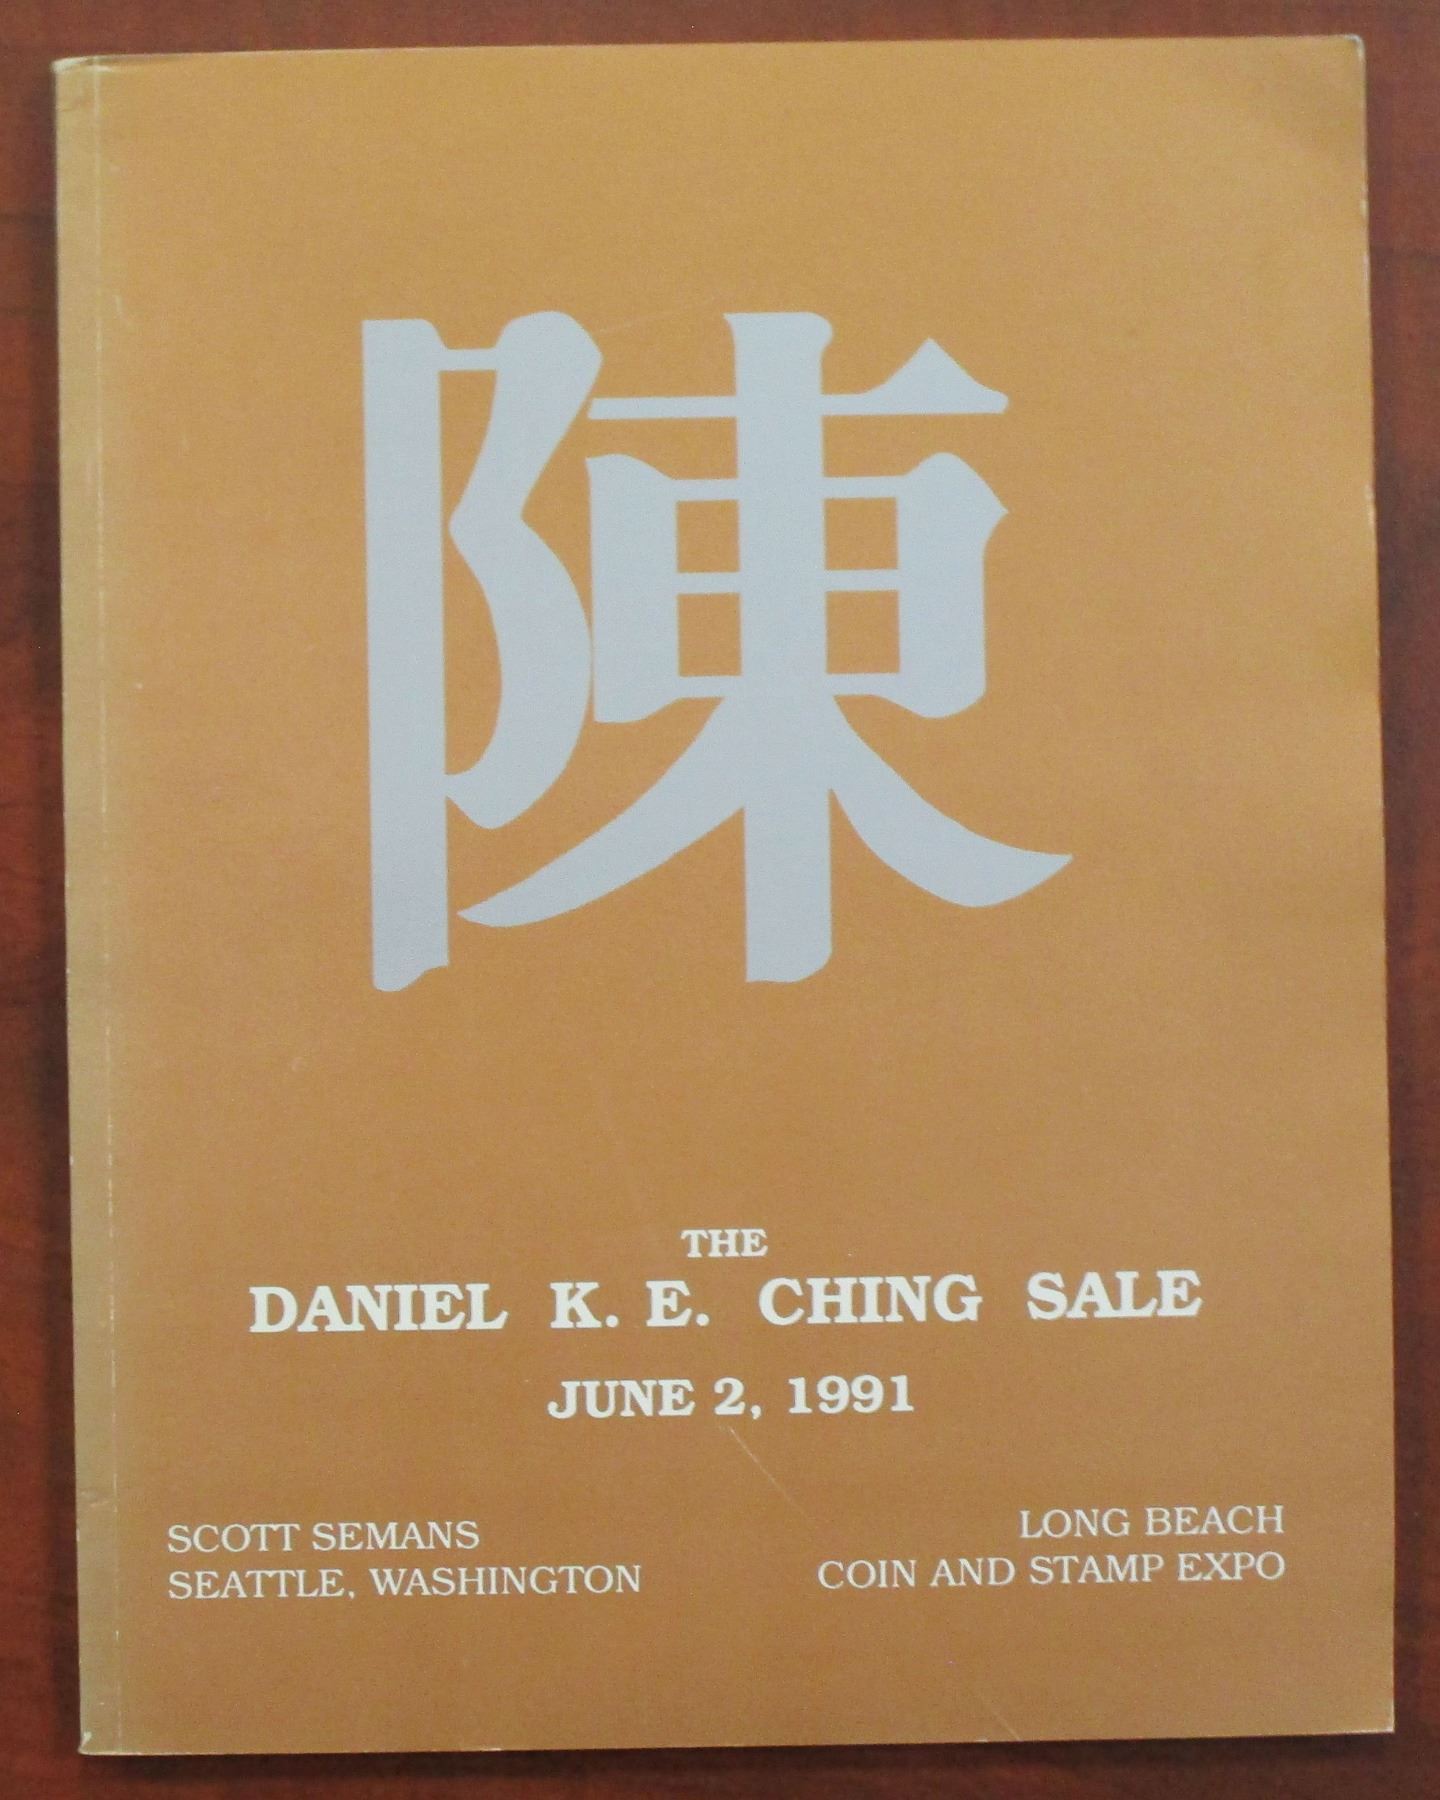 陳
THE
DANIEL K. E. CHING SALE
JUNE 2, 1991
SCOTT SEMANS
SEATTLE, WASHINGTON
LONG BEACH
COIN AND STAMP EXPO